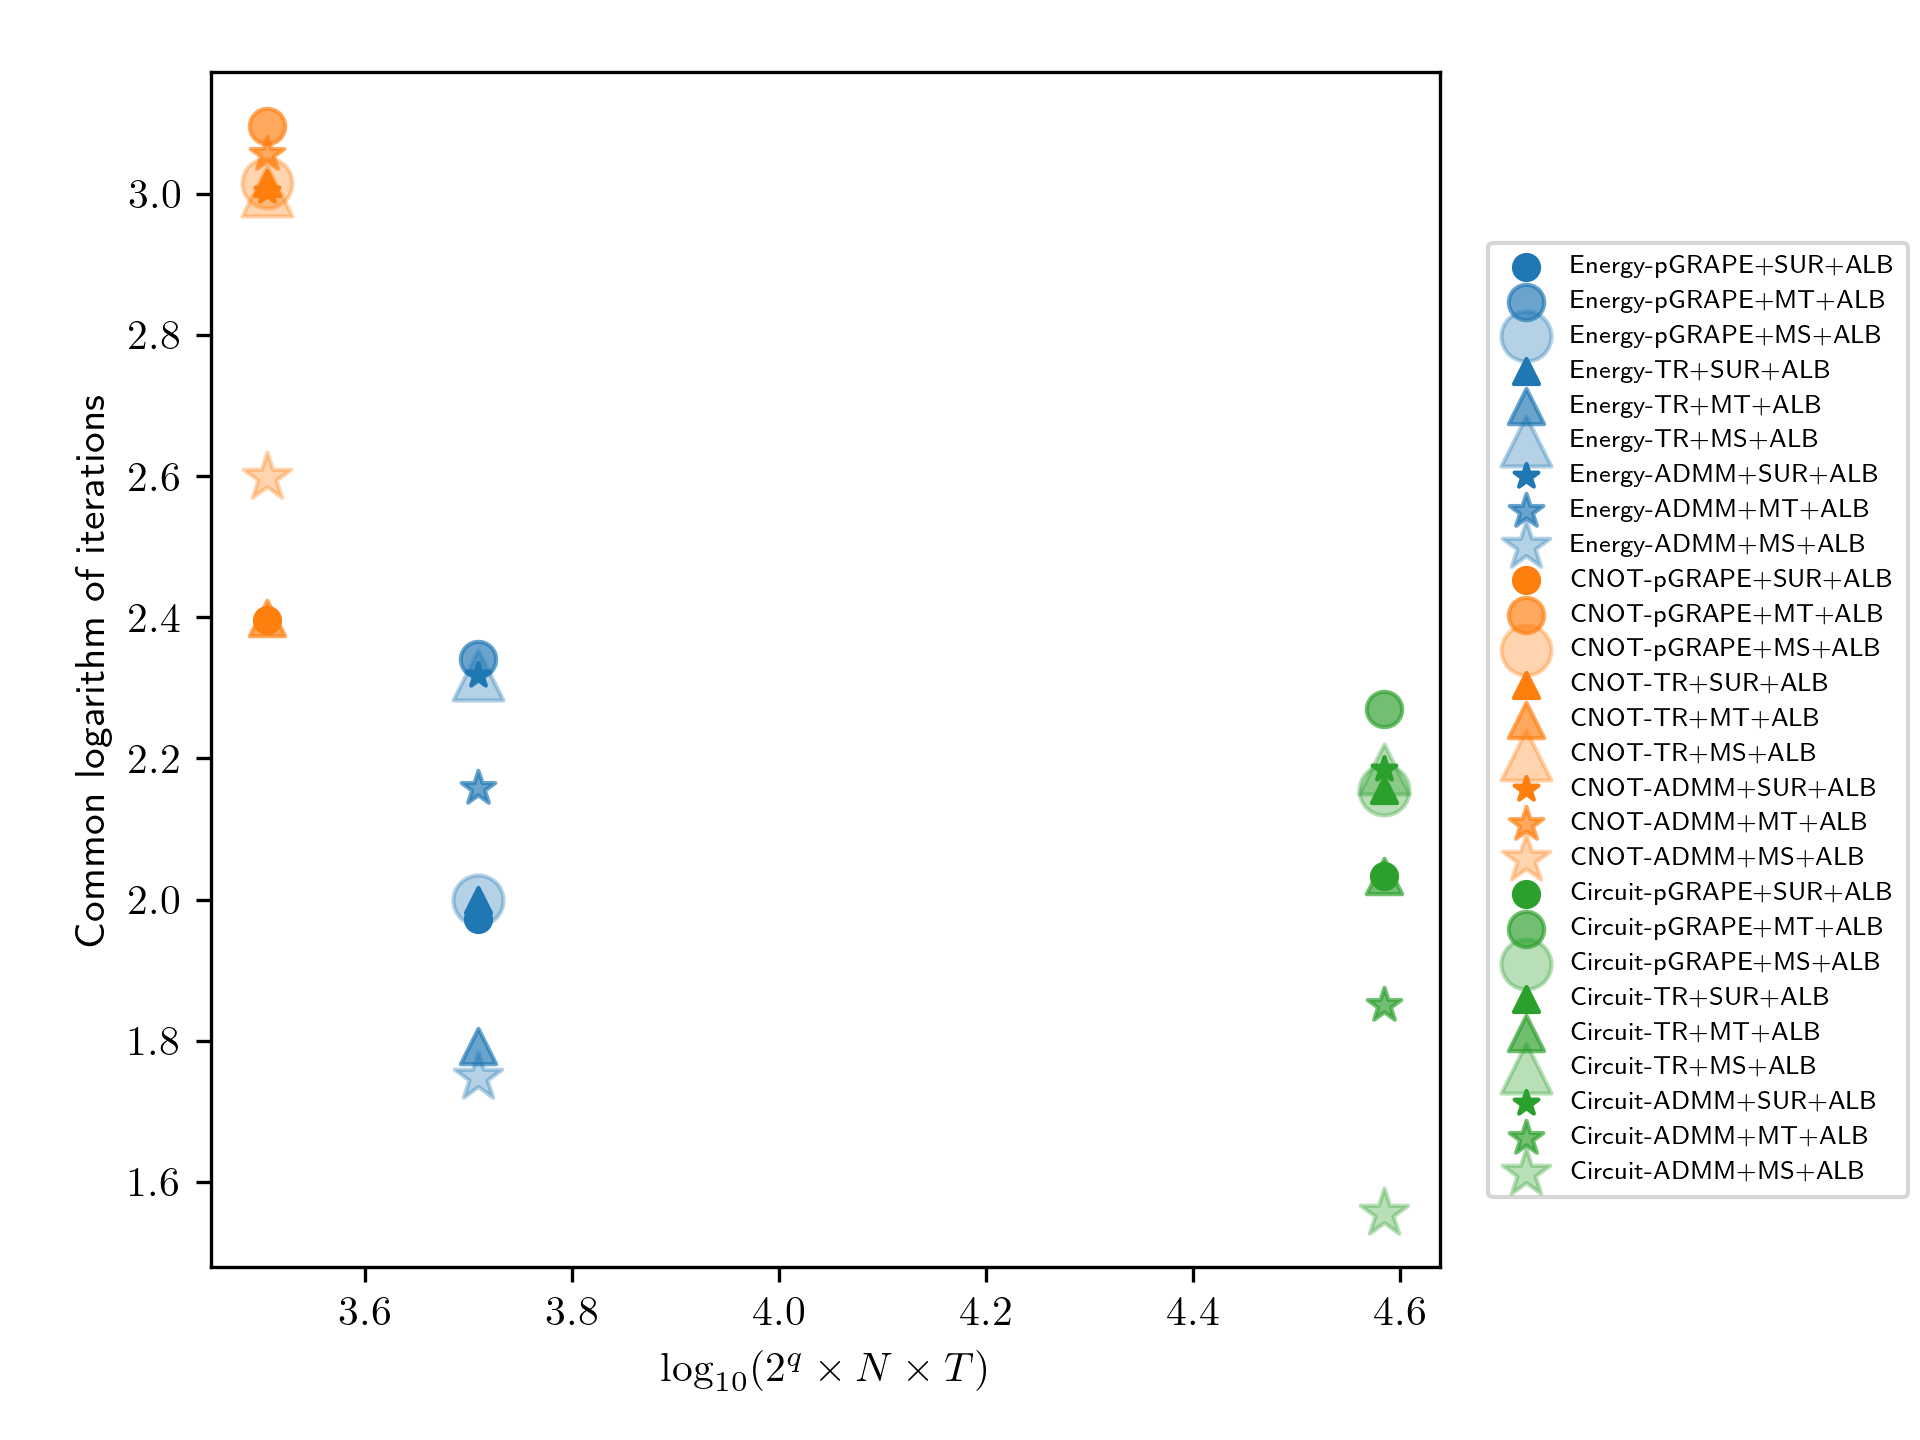 3.0
2.8
2.6
2.4
2.2
2.0
1.8
1.6
Common logarithm of iterations
3.6 3.8 4.0 4.2 4.4 4.6
log₁₀(2^q × N × T)
Energy-pGRAPE+SUR+ALB
Energy-pGRAPE+MT+ALB
Energy-pGRAPE+MS+ALB
Energy-TR+SUR+ALB
Energy-TR+MT+ALB
Energy-TR+MS+ALB
Energy-ADMM+SUR+ALB
Energy-ADMM+MT+ALB
Energy-ADMM+MS+ALB
CNOT-pGRAPE+SUR+ALB
CNOT-pGRAPE+MT+ALB
CNOT-pGRAPE+MS+ALB
CNOT-TR+SUR+ALB
CNOT-TR+MT+ALB
CNOT-TR+MS+ALB
CNOT-ADMM+SUR+ALB
CNOT-ADMM+MT+ALB
CNOT-ADMM+MS+ALB
Circuit-pGRAPE+SUR+ALB
Circuit-pGRAPE+MT+ALB
Circuit-pGRAPE+MS+ALB
Circuit-TR+SUR+ALB
Circuit-TR+MT+ALB
Circuit-TR+MS+ALB
Circuit-ADMM+SUR+ALB
Circuit-ADMM+MT+ALB
Circuit-ADMM+MS+ALB